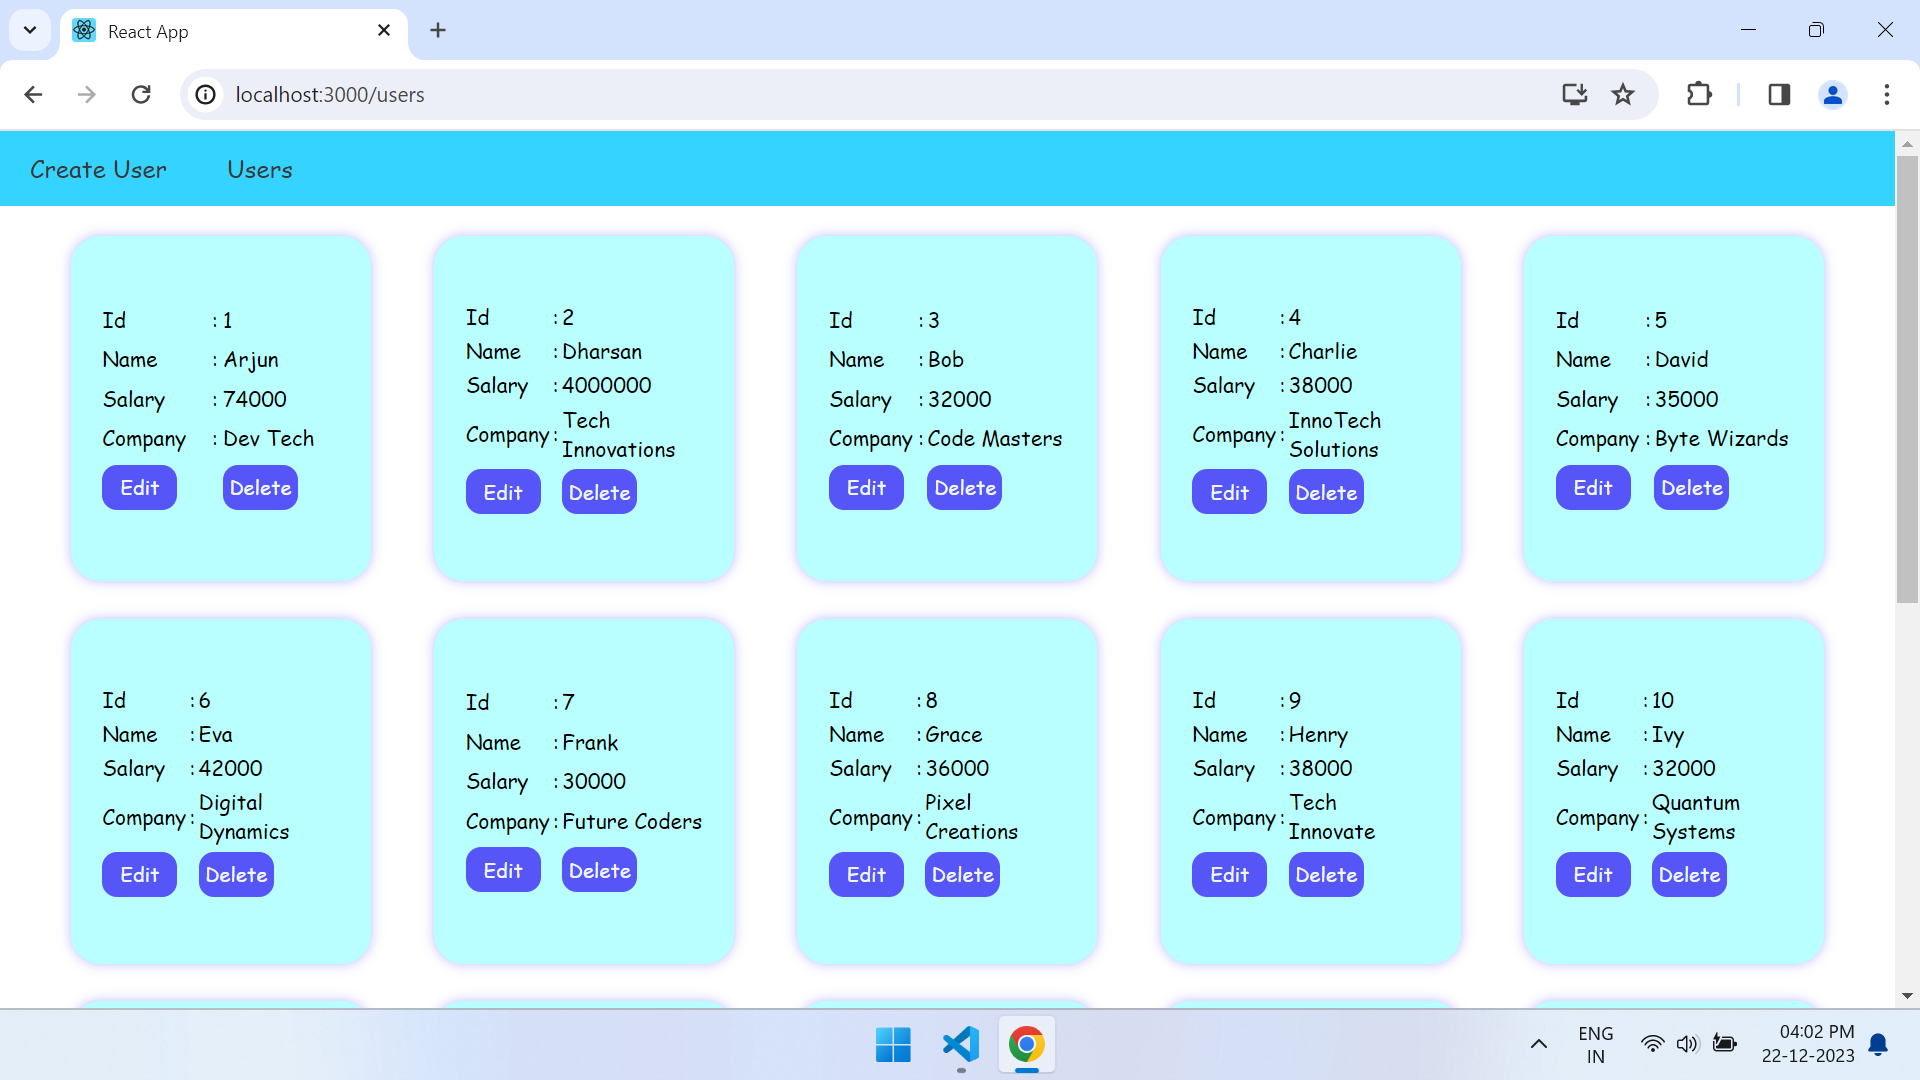 React App
localhost:3000/users
Create User Users
Id : 1
Name : Arjun
Salary : 74000
Company : Dev Tech
Edit Delete
Id : 2
Name : Dharsan
Salary : 4000000
Company : Tech
Innovations
Edit Delete
Id : 3
Name : Bob
Salary : 32000
Company : Code Masters
Edit Delete
Id : 4
Name : Charlie
Salary : 38000
Company : InnoTech
Solutions
Edit Delete
Id : 5
Name : David
Salary : 35000
Company : Byte Wizards
Edit Delete
Id : 6
Name : Eva
Salary : 42000
Company : Digital
Dynamics
Edit Delete
Id : 7
Name : Frank
Salary : 30000
Company : Future Coders
Edit Delete
Id : 8
Name : Grace
Salary : 36000
Company : Pixel
Creations
Edit Delete
Id : 9
Name : Henry
Salary : 38000
Company : Tech
Innovate
Edit Delete
Id : 10
Name : Ivy
Salary : 32000
Company : Quantum
Systems
Edit Delete
ENG
IN
04:02 PM
22-12-2023